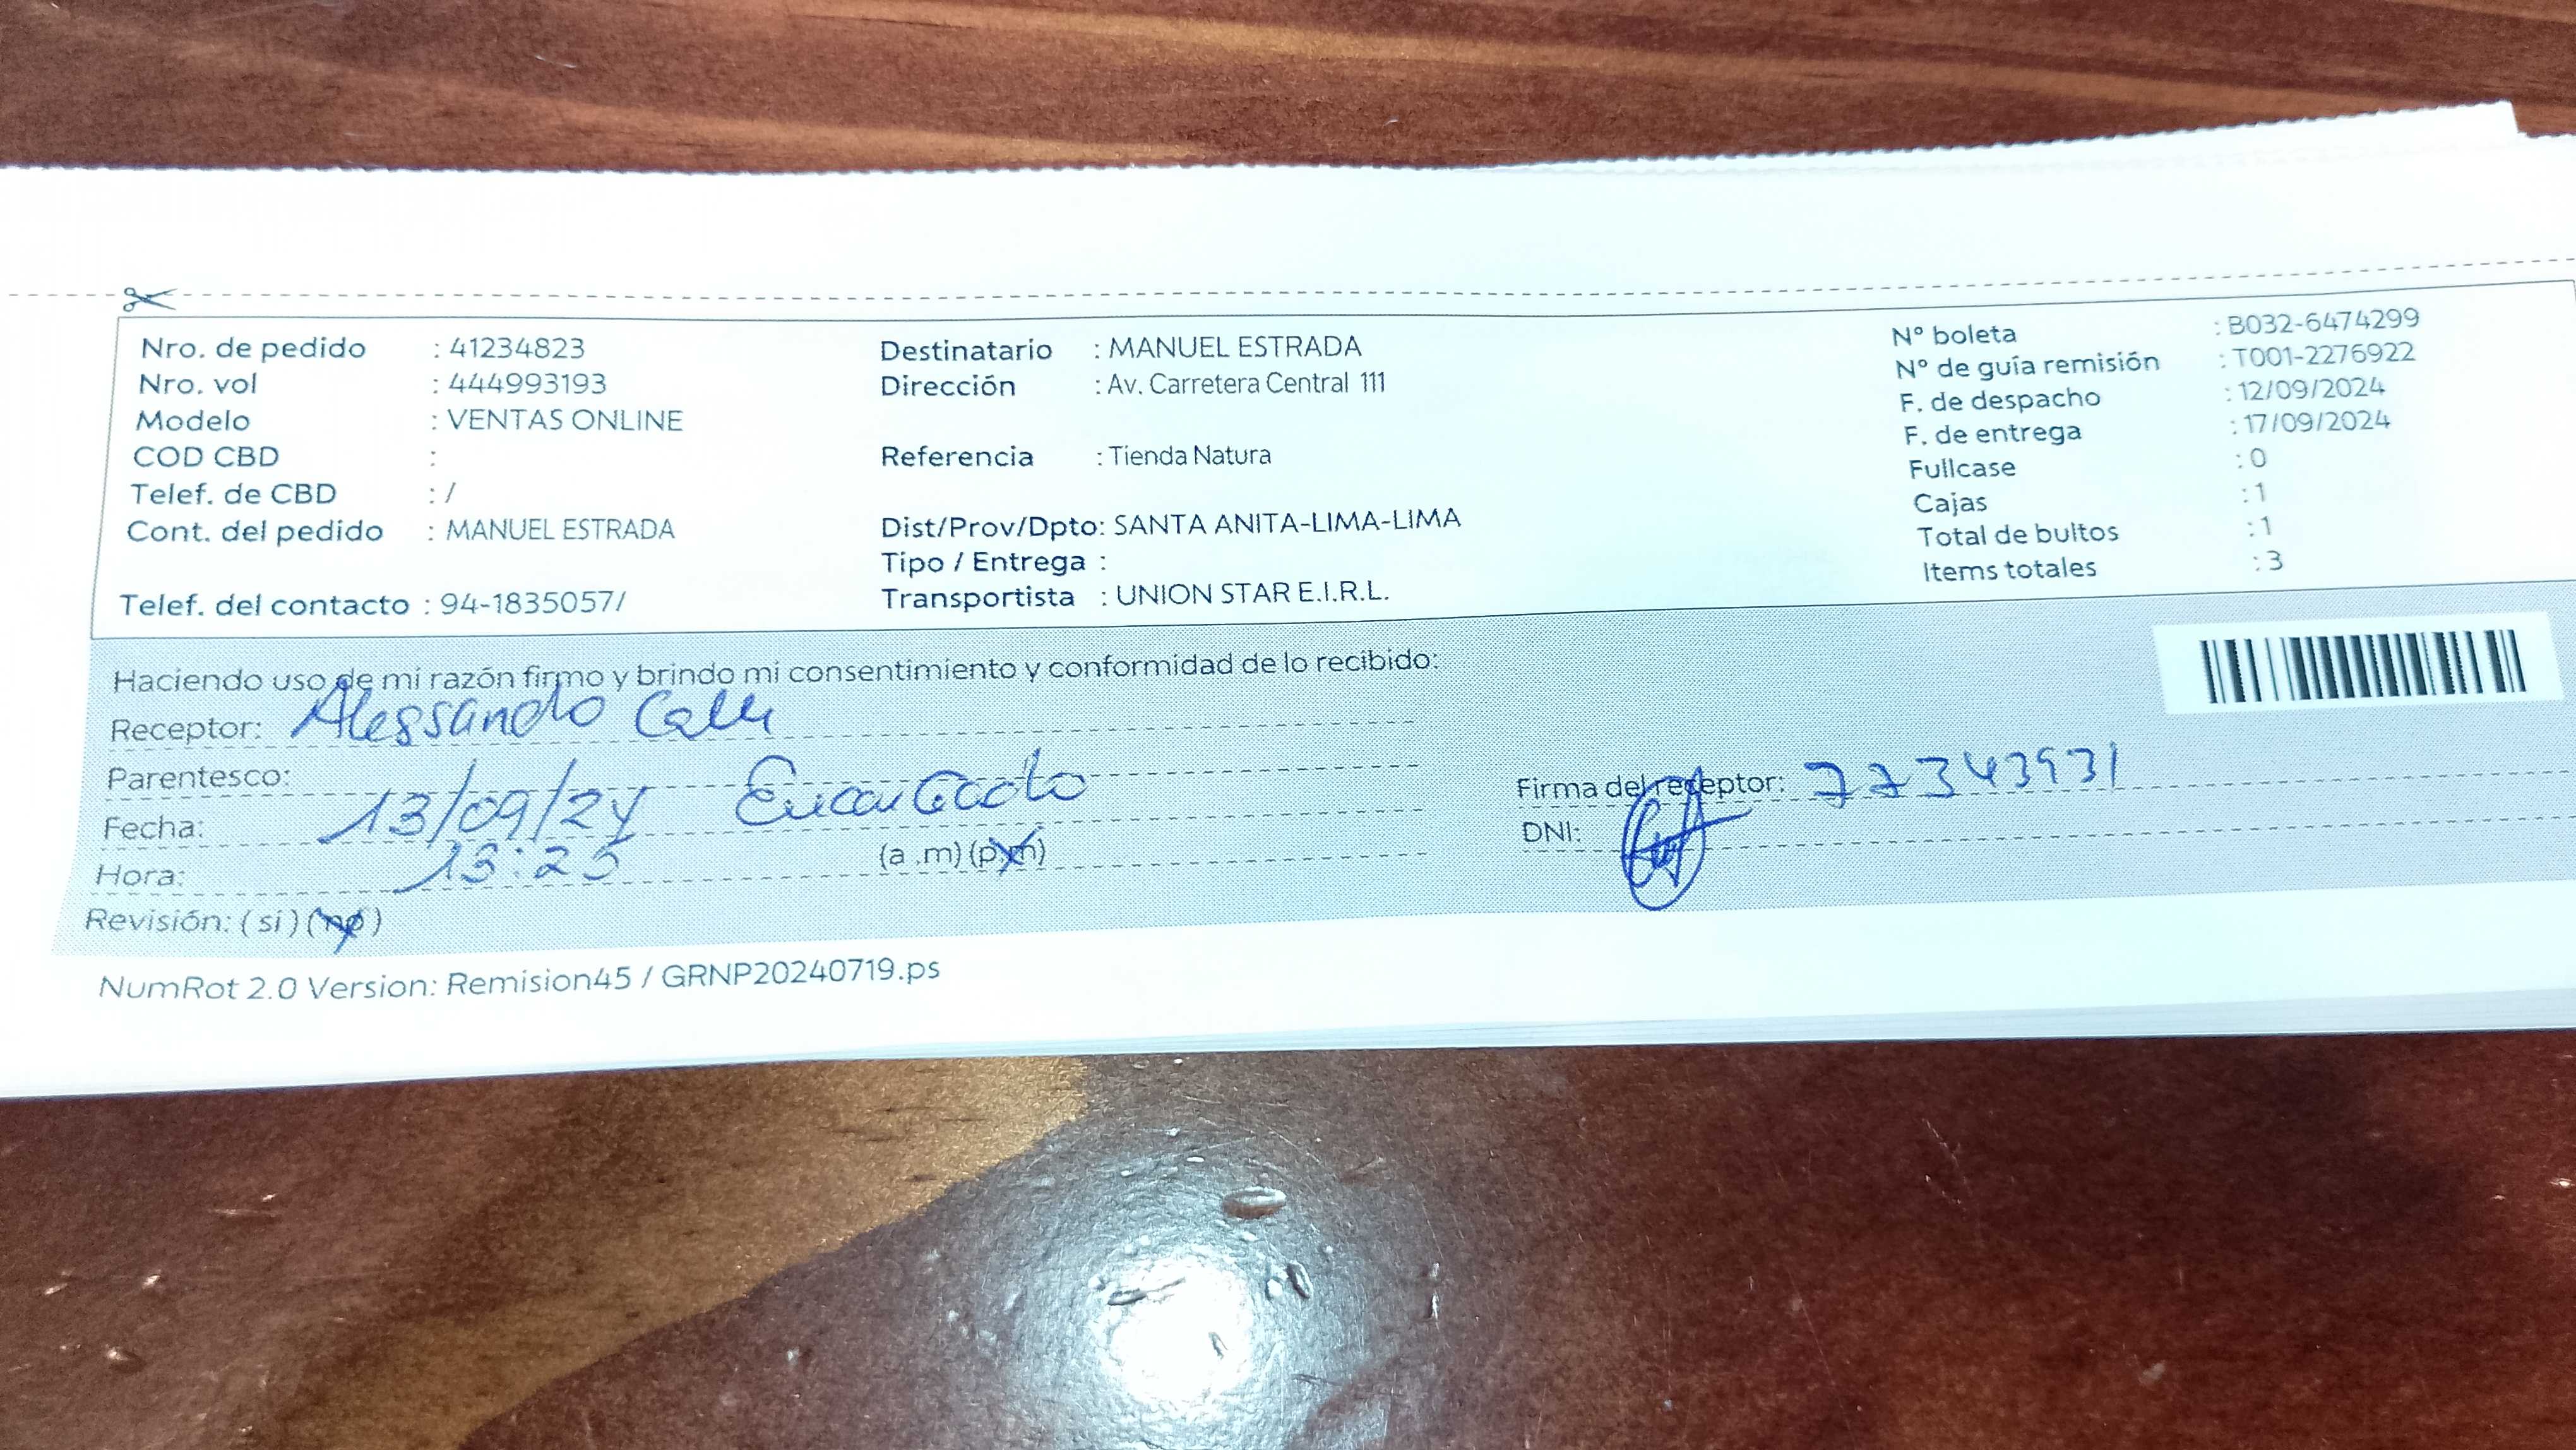 Nro. de pedido : 41234823
Nro. vol : 444993193
Modelo : VENTAS ONLINE
COD CBD :
Telef. de CBD : /
Cont. del pedido : MANUEL ESTRADA
Telef. del contacto : 94-1835057/
Destinatario : MANUEL ESTRADA
Dirección : Av. Carretera Central 111
Referencia : Tienda Natura
Dist/Prov/Dpto: SANTA ANITA-LIMA-LIMA
Tipo / Entrega :
Transportista : UNION STAR E.I.R.L.
N° boleta : B032-6474299
N° de guía remisión : T001-2276922
F. de despacho : 12/09/2024
F. de entrega : 17/09/2024
Fullcase : 0
Cajas : 1
Total de bultos : 1
Items totales : 3
Haciendo uso de mi razón firmo y brindo mi consentimiento y conformidad de lo recibido:
Receptor: Alessandro
Parentesco:
Fecha: 13/09/24
Hora: 13:25 (a .m) (p.m)
Revisión: ( si ) ( no )
Firma del receptor: 77343931
DNI:
NumRot 2.0 Version: Remision45 / GRNP20240719.ps